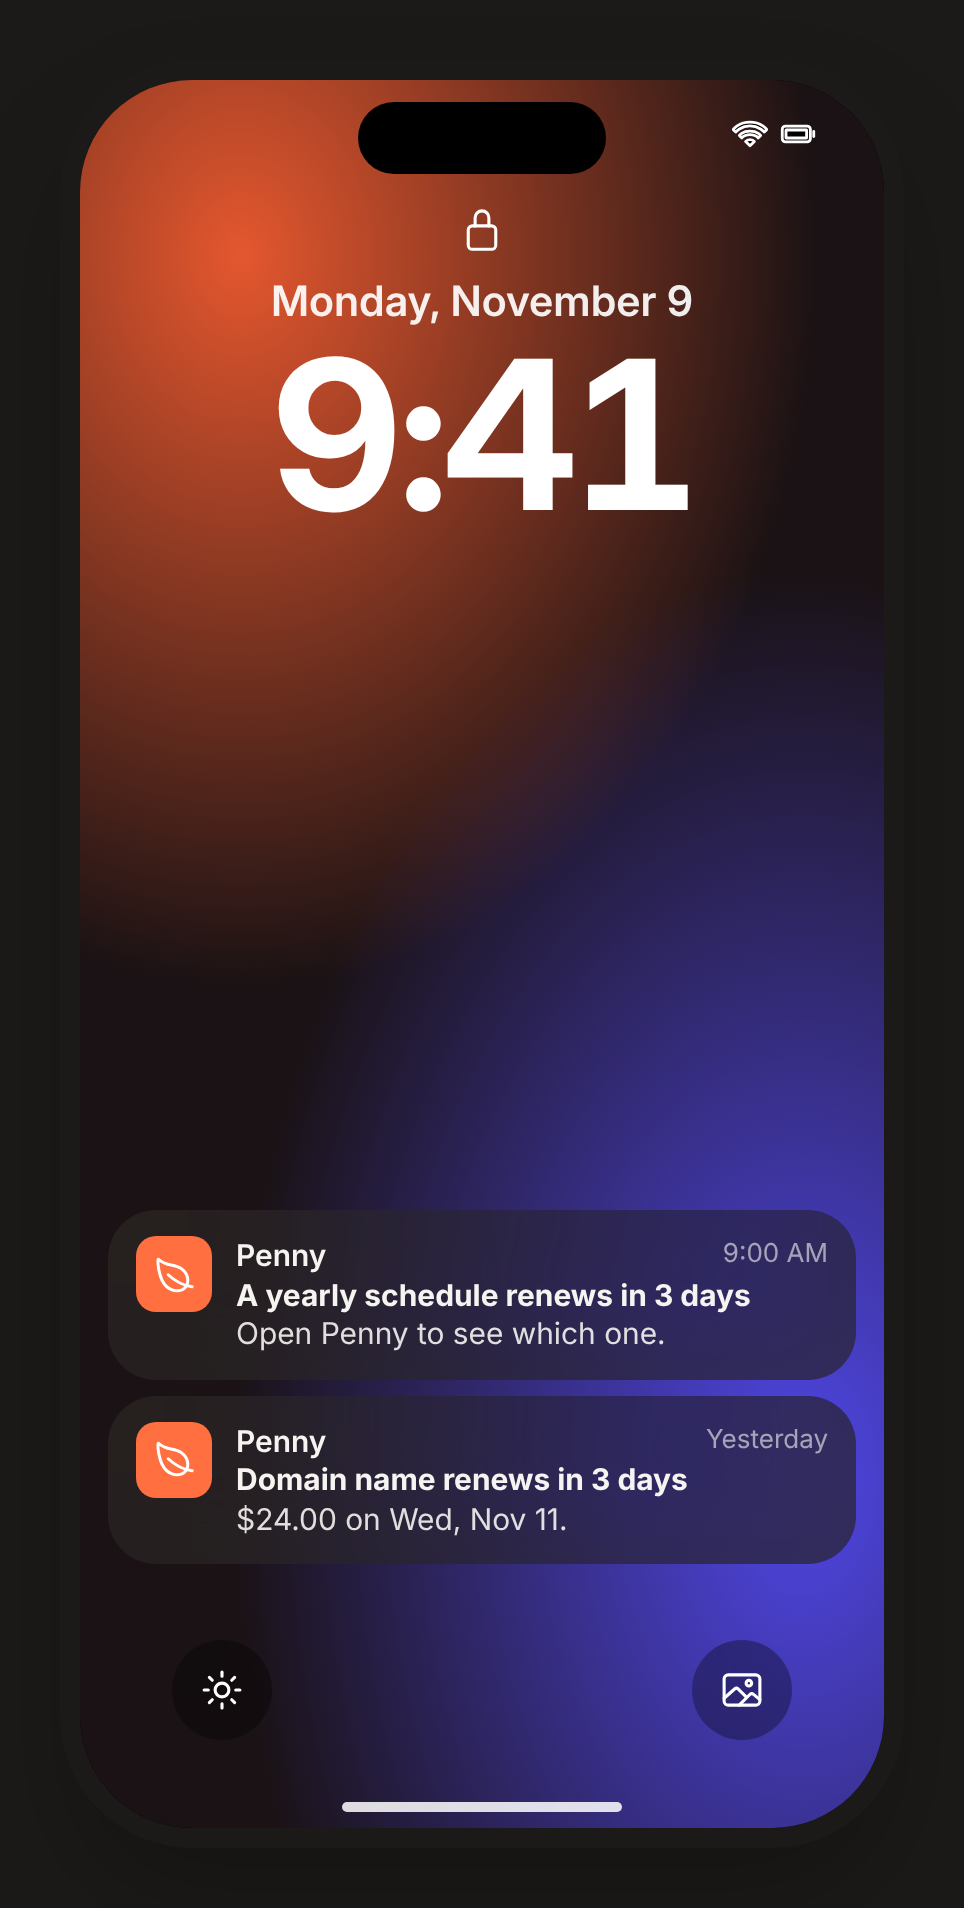 Monday, November 9
9:41
Penny
9:00 AM
A yearly schedule renews in 3 days
Open Penny to see which one.
Penny
Yesterday
Domain name renews in 3 days
$24.00 on Wed, Nov 11.